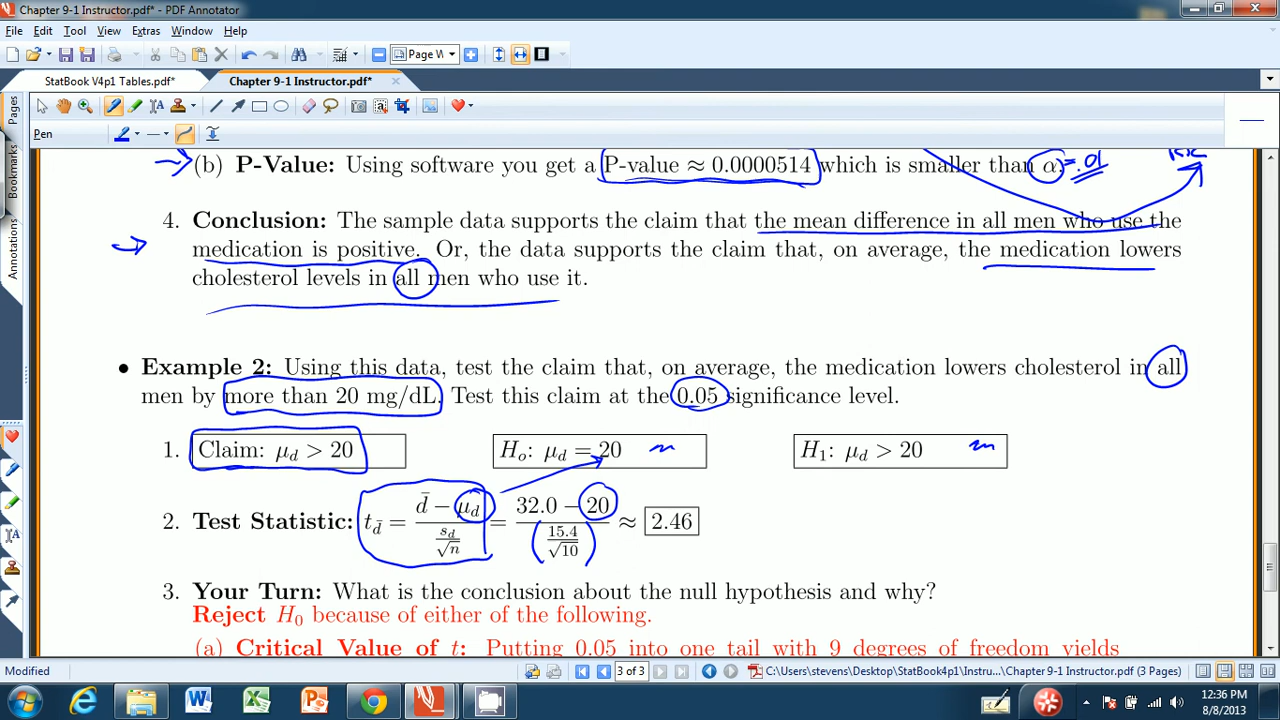 Chapter 9-1 Instructor.pdf* - PDF Annotator
File Edit Tool Extras Window Help
Page W
StatBook V4p1 Tables.pdf* Chapter 9-1 Instructor.pdf*
Pen
Pages
Bookmarks
Annotations
(b) P-Value: Using software you get a P-value ≈ 0.0000514 which is smaller than α. = .01
4. Conclusion: The sample data supports the claim that the mean difference in all men who use the
medication is positive. Or, the data supports the claim that, on average, the medication lowers
cholesterol levels in all men who use it.
• Example 2: Using this data, test the claim that, on average, the medication lowers cholesterol in all
men by more than 20 mg/dL. Test this claim at the 0.05 significance level.
1. Claim: μd > 20 Ho: μd = 20 H1: μd > 20
2. Test Statistic: td̄ = (d̄ − μd) / (sd/√n) = (32.0 − 20) / (15.4/√10) ≈ 2.46
3. Your Turn: What is the conclusion about the null hypothesis and why?
Reject H0 because of either of the following.
(a) Critical Value of t: Putting 0.05 into one tail with 9 degrees of freedom yields
Modified 3 of 3 C:\Users\stevens\Desktop\StatBook4p1\Instru...\Chapter 9-1 Instructor.pdf (3 Pages)
12:36 PM
8/8/2013